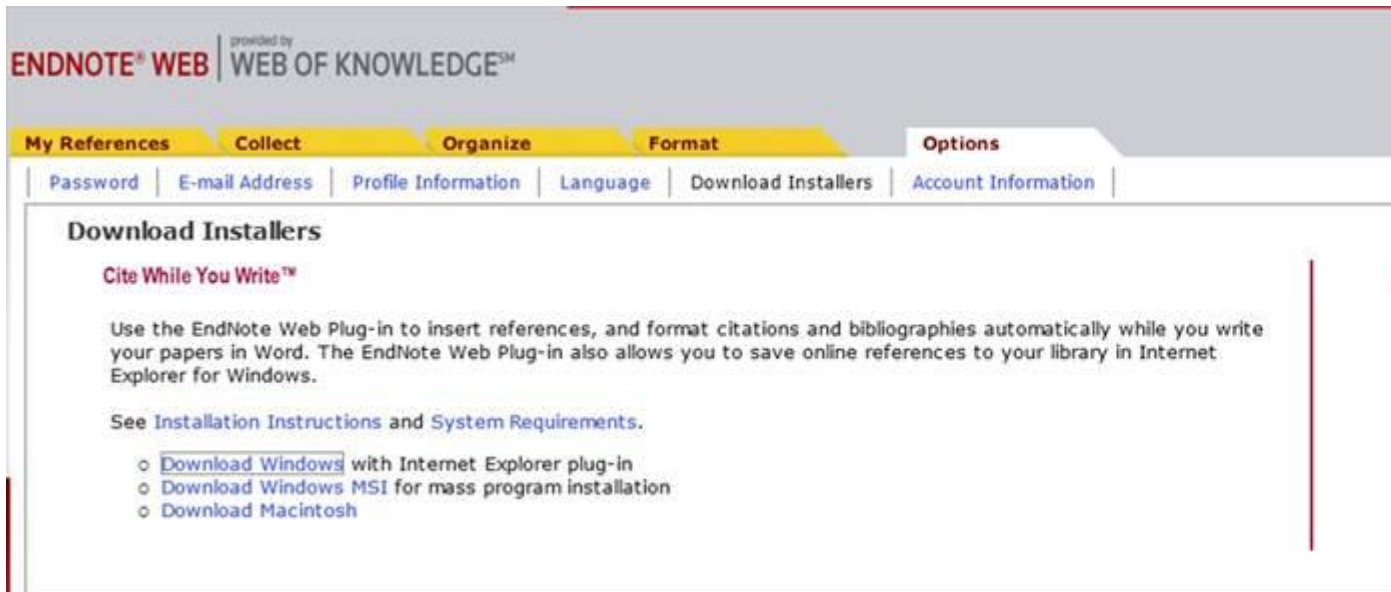 provided by
ENDNOTE® WEB WEB OF KNOWLEDGE℠
My References Collect Organize Format Options
Password E-mail Address Profile Information Language Download Installers Account Information
Download Installers
Cite While You Write™
Use the EndNote Web Plug-in to insert references, and format citations and bibliographies automatically while you write
your papers in Word. The EndNote Web Plug-in also allows you to save online references to your library in Internet
Explorer for Windows.
See Installation Instructions and System Requirements.
Download Windows with Internet Explorer plug-in
Download Windows MSI for mass program installation
Download Macintosh